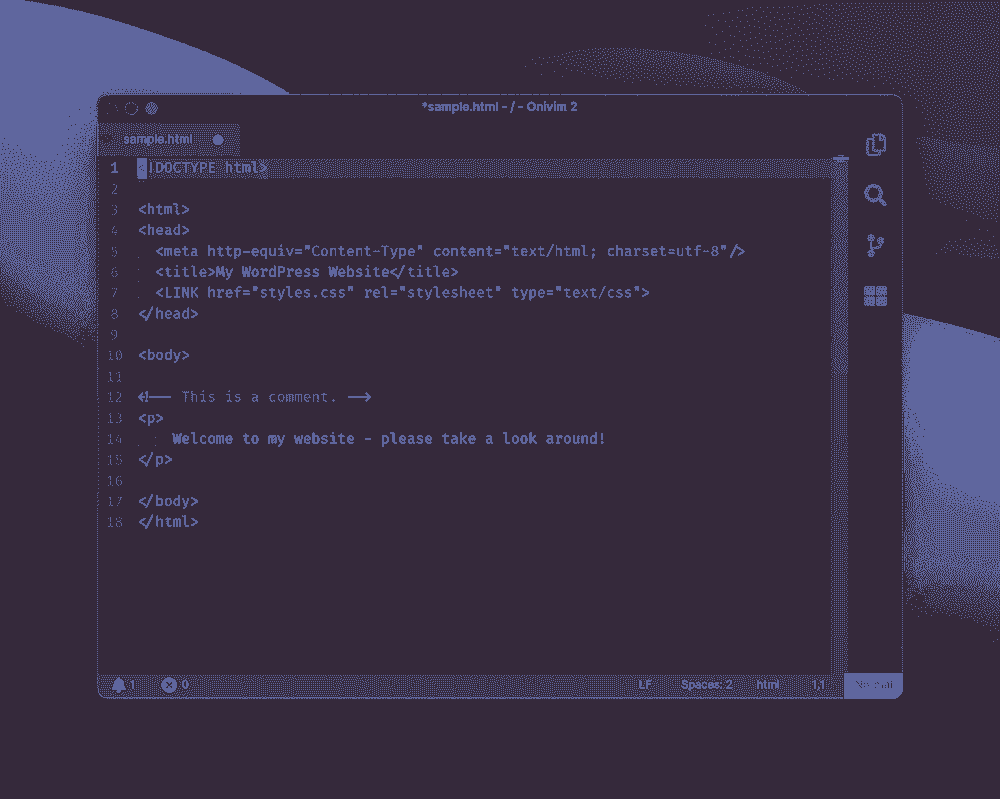 *sample.html - / - Onivim 2
sample.html
1 <!DOCTYPE html>
2
3 <html>
4 <head>
5 <meta http-equiv="Content-Type" content="text/html; charset=utf-8"/>
6 <title>My WordPress Website</title>
7 <LINK href="styles.css" rel="stylesheet" type="text/css">
8 </head>
9
10 <body>
11
12 <!-- This is a comment. -->
13 <p>
14 Welcome to my website - please take a look around!
15 </p>
16
17 </body>
18 </html>
1 0 LF Spaces: 2 html 1,1 Normal